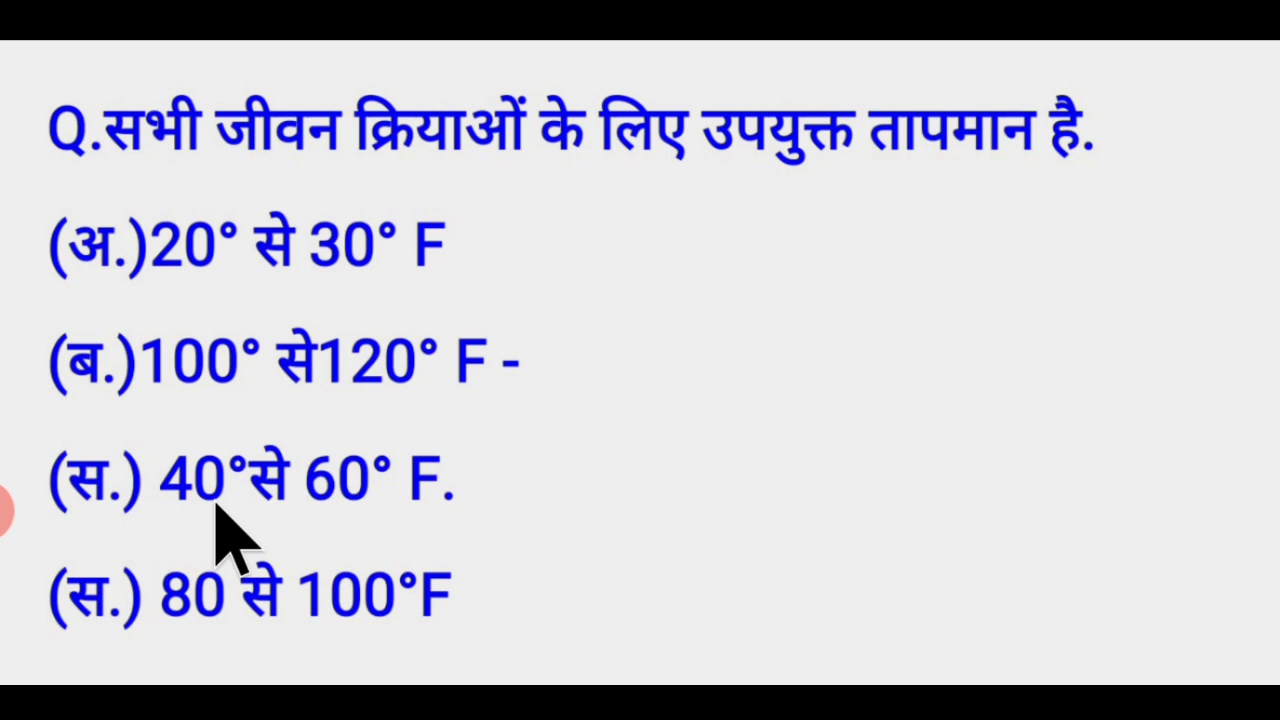 Q.सभी जीवन क्रियाओं के लिए उपयुक्त तापमान है.
(अ.)20° से 30° F
(ब.)100° से120° F -
(स.) 40°से 60° F.
(स.) 80 से 100°F